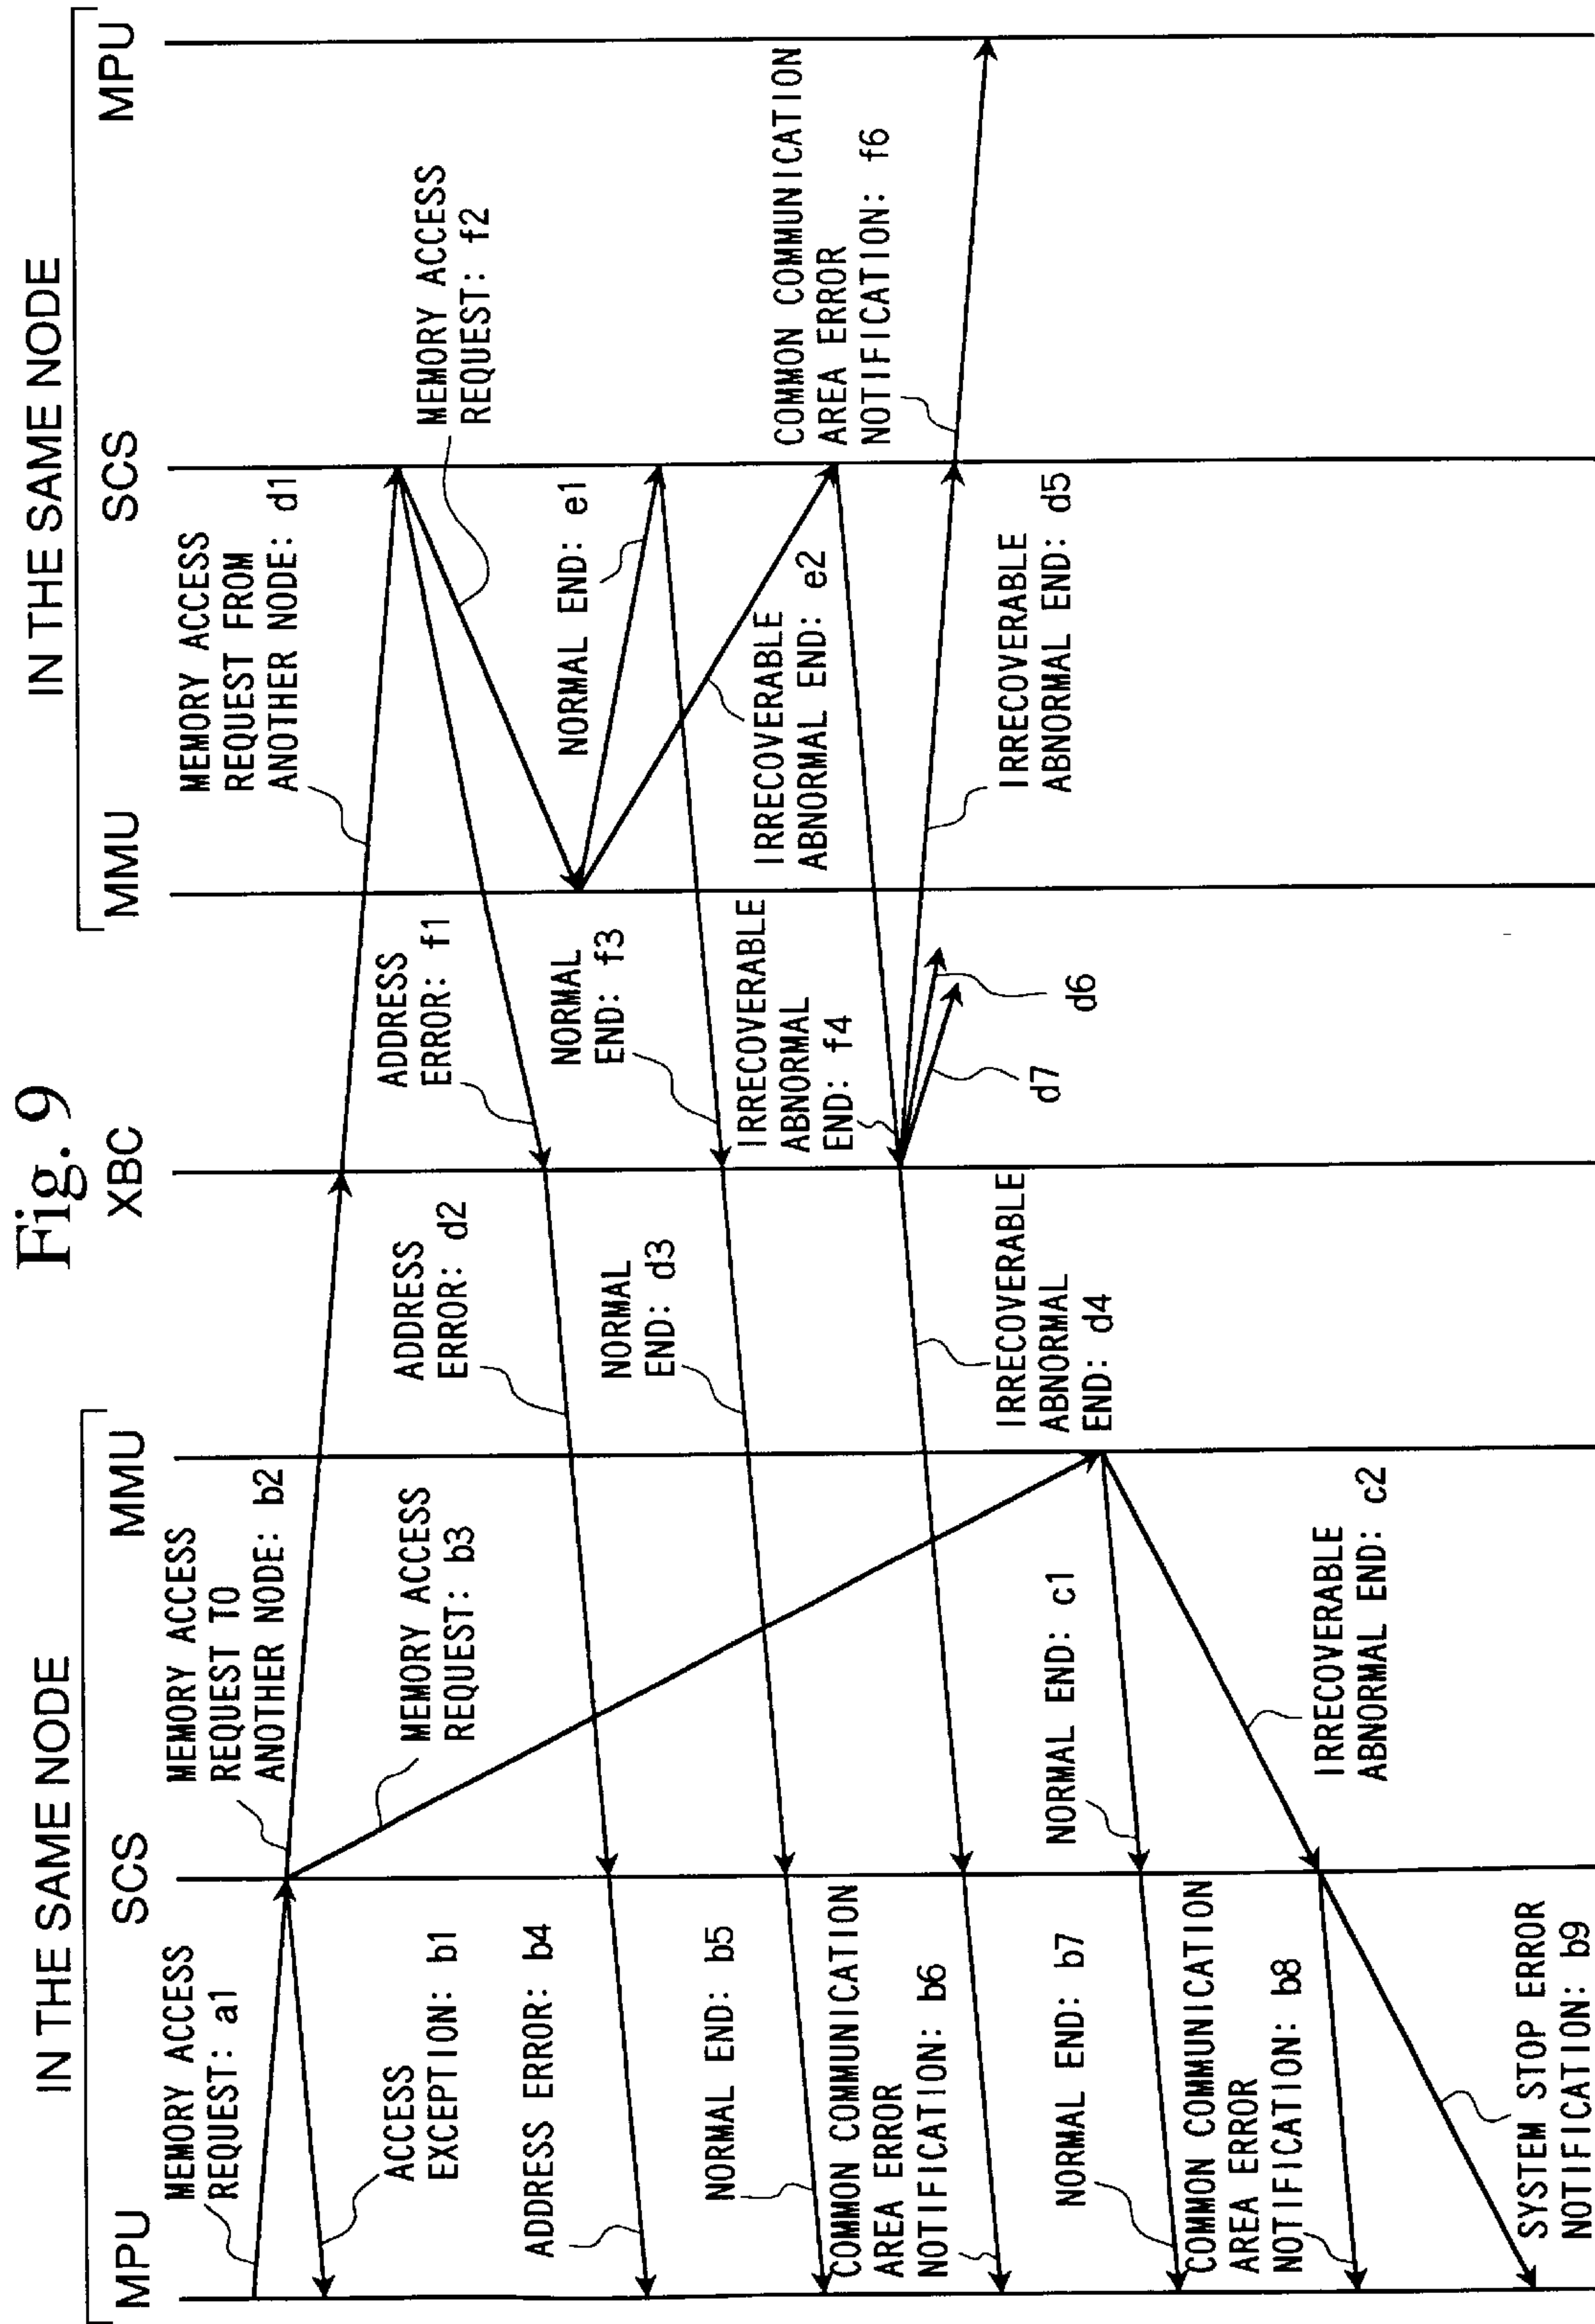 Fig. 9
IN THE SAME NODE
IN THE SAME NODE
MPU
SCS
MMU
XBC
MMU
SCS
MPU
MEMORY ACCESS
REQUEST: a1
ACCESS
EXCEPTION: b1
ADDRESS ERROR: b4
NORMAL END: b5
COMMON COMMUNICATION
AREA ERROR
NOTIFICATION: b6
NORMAL END: b7
COMMON COMMUNICATION
AREA ERROR
NOTIFICATION: b8
SYSTEM STOP ERROR
NOTIFICATION: b9
MEMORY ACCESS
REQUEST TO
ANOTHER NODE: b2
MEMORY ACCESS
REQUEST: b3
NORMAL END: c1
IRRECOVERABLE
ABNORMAL END: c2
ADDRESS
ERROR: d2
NORMAL
END: d3
IRRECOVERABLE
ABNORMAL
END: d4
ADDRESS
ERROR: f1
NORMAL
END: f3
IRRECOVERABLE
ABNORMAL
END: f4
d7
d6
MEMORY ACCESS
REQUEST FROM
ANOTHER NODE: d1
NORMAL END: e1
IRRECOVERABLE
ABNORMAL END: e2
IRRECOVERABLE
ABNORMAL END: d5
MEMORY ACCESS
REQUEST: f2
COMMON COMMUNICATION
AREA ERROR
NOTIFICATION: f6